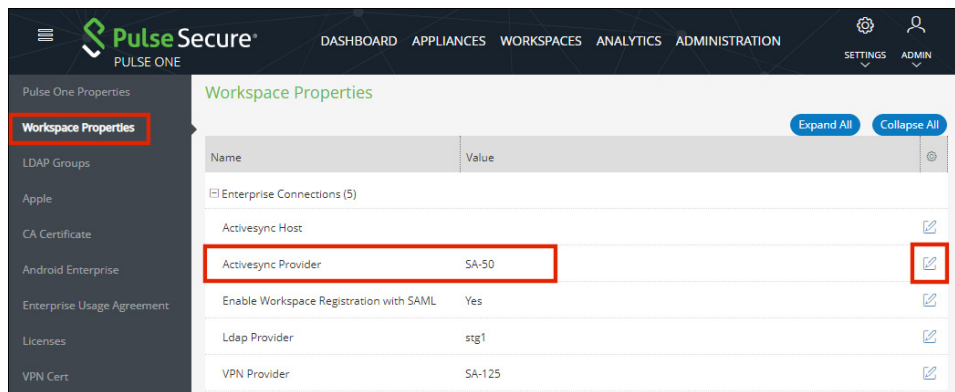 Pulse Secure®
PULSE ONE
DASHBOARD APPLIANCES WORKSPACES ANALYTICS ADMINISTRATION
SETTINGS ADMIN
Pulse One Properties
Workspace Properties
LDAP Groups
Apple
CA Certificate
Android Enterprise
Enterprise Usage Agreement
Licenses
VPN Cert
Workspace Properties
Expand All Collapse All
Name Value
Enterprise Connections (5)
Activesync Host
Activesync Provider SA-50
Enable Workspace Registration with SAML Yes
Ldap Provider stg1
VPN Provider SA-125